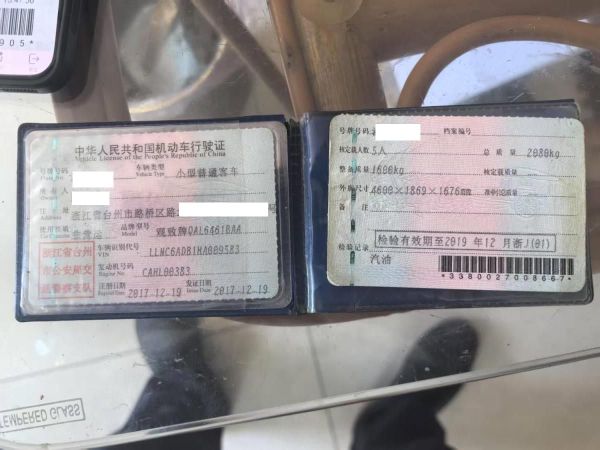 905*
中华人民共和国机动车行驶证
Vehicle License of the People's Republic of China
号牌号码
Plate No.
车辆类型
Vehicle Type
小型普通客车
所有人
Owner
住 址
浙江省台州市路桥区路
号
使用性质
非营运
品牌型号
Model
观致牌QAL6461BAA
浙江省台州
市公安局交
通警察支队
车辆识别代号
VIN
LLNC6ADB1HA009583
发动机号码
Engine No.
CAHL00383
注册日期
Register Date
2017-12-19
发证日期
Issue Date
2017-12-19
号牌号码
档案编号
核定载人数
5人
总 质 量
2080kg
整备质量
1600kg
核定载质量
外廓尺寸
4600×1869×1676mm
准牵引总质量
备 注
检验记录
检验有效期至2019年12月浙J(01)
汽油
*3380027008667*
TEMPERED GLASS